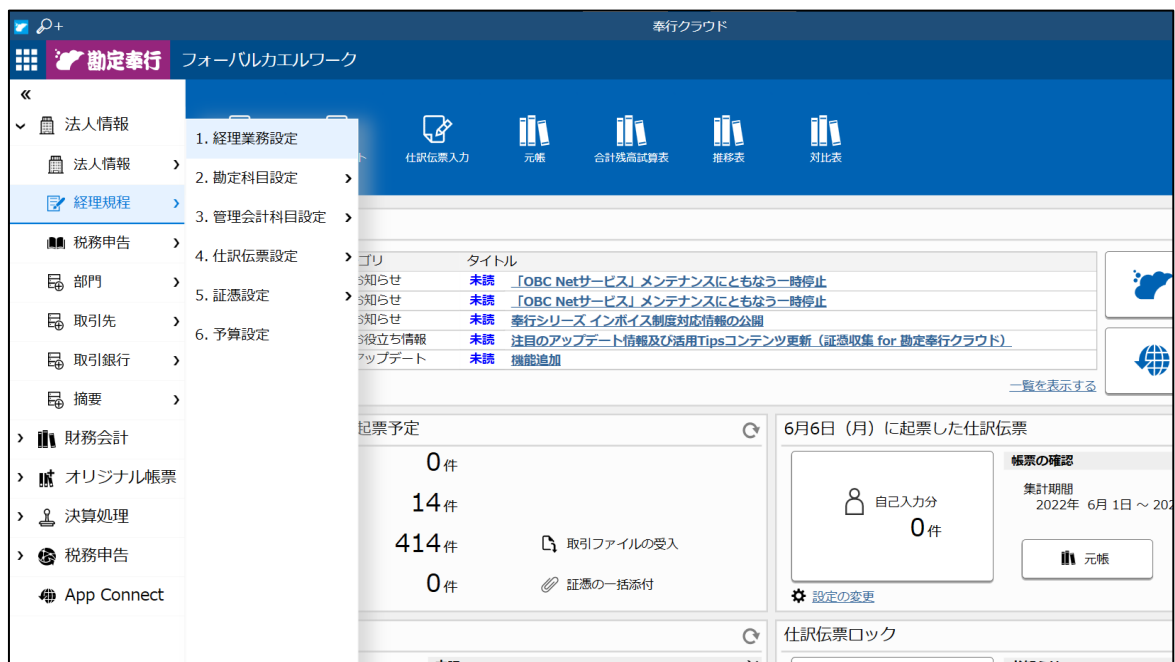 奉行クラウド
勘定奉行 フォーバルカエルワーク
«
法人情報
法人情報
経理規程
税務申告
部門
取引先
取引銀行
摘要
財務会計
オリジナル帳票
決算処理
税務申告
App Connect
1. 経理業務設定
2. 勘定科目設定
3. 管理会計科目設定
4. 仕訳伝票設定
5. 証憑設定
6. 予算設定
仕訳伝票入力 元帳 合計残高試算表 推移表 対比表
ゴリ タイトル
お知らせ 未読 「OBC Netサービス」メンテナンスにともなう一時停止
お知らせ 未読 「OBC Netサービス」メンテナンスにともなう一時停止
お知らせ 未読 奉行シリーズ インボイス制度対応情報の公開
お役立ち情報 未読 注目のアップデート情報及び活用Tipsコンテンツ更新（証憑収集 for 勘定奉行クラウド）
アップデート 未読 機能追加
一覧を表示する
起票予定
0件
14件
414件 取引ファイルの受入
0件 証憑の一括添付
6月6日（月）に起票した仕訳伝票
自己入力分
0件
設定の変更
帳票の確認
集計期間
2022年 6月 1日 ～ 202
元帳
仕訳伝票ロック